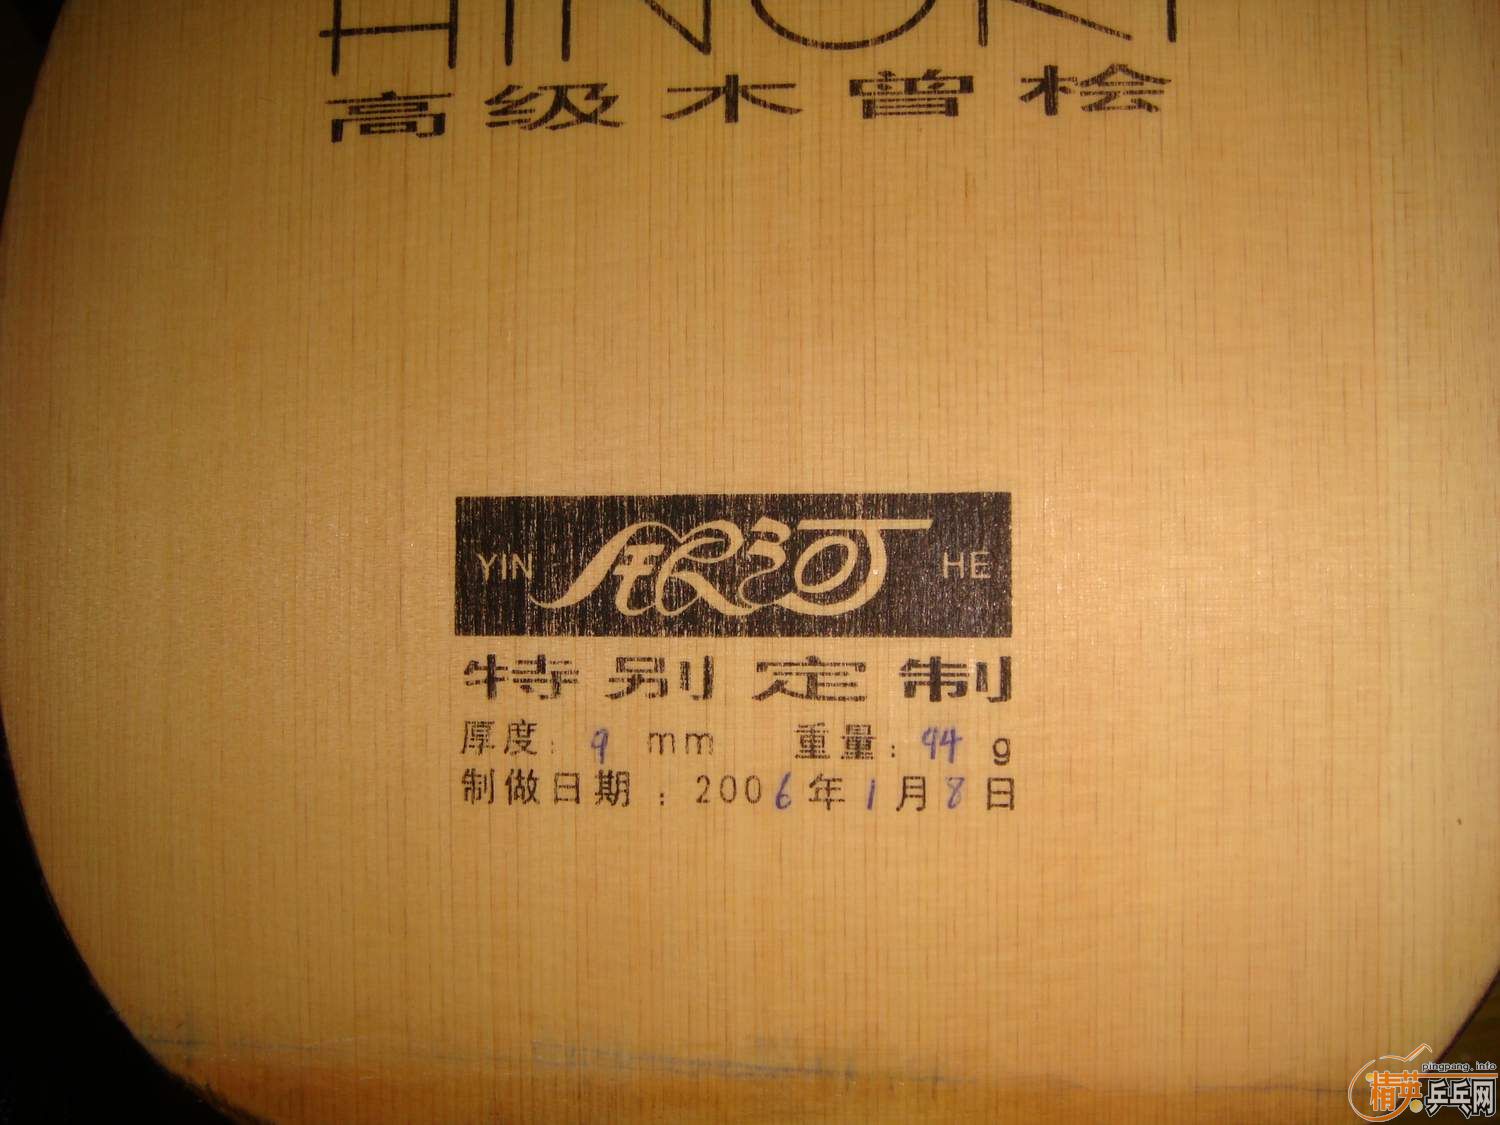 HINOKI
高级木曾桧
YIN 银河 HE
特别定制
厚度: 9 mm 重量: 94 g
制做日期: 2006年1月8日
pingpang.info
精英乒乓网